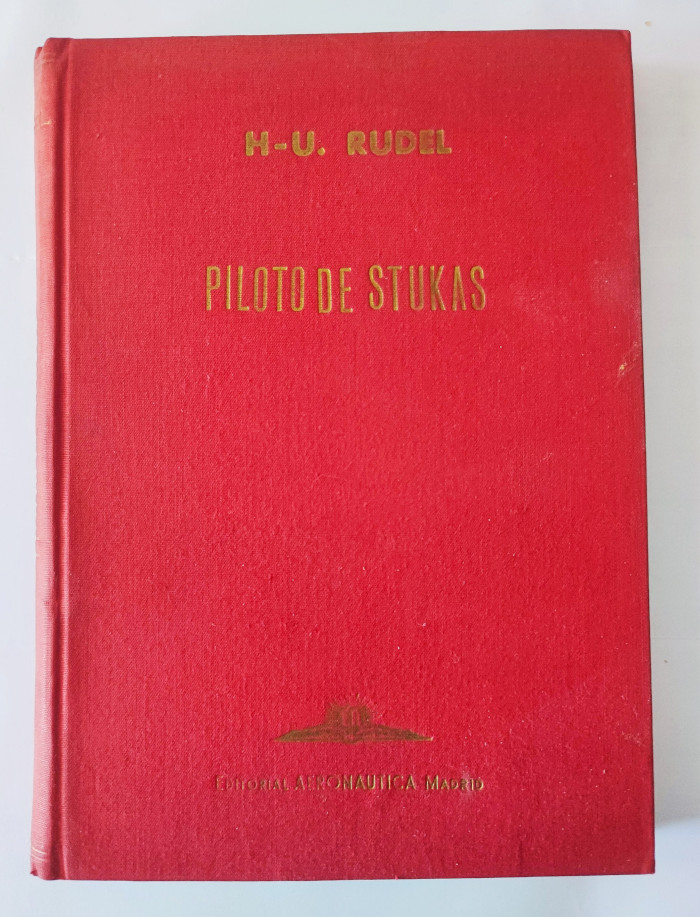 H-U. RUDEL
PILOTO DE STUKAS
EDITORIAL AERONAUTICA MADRID